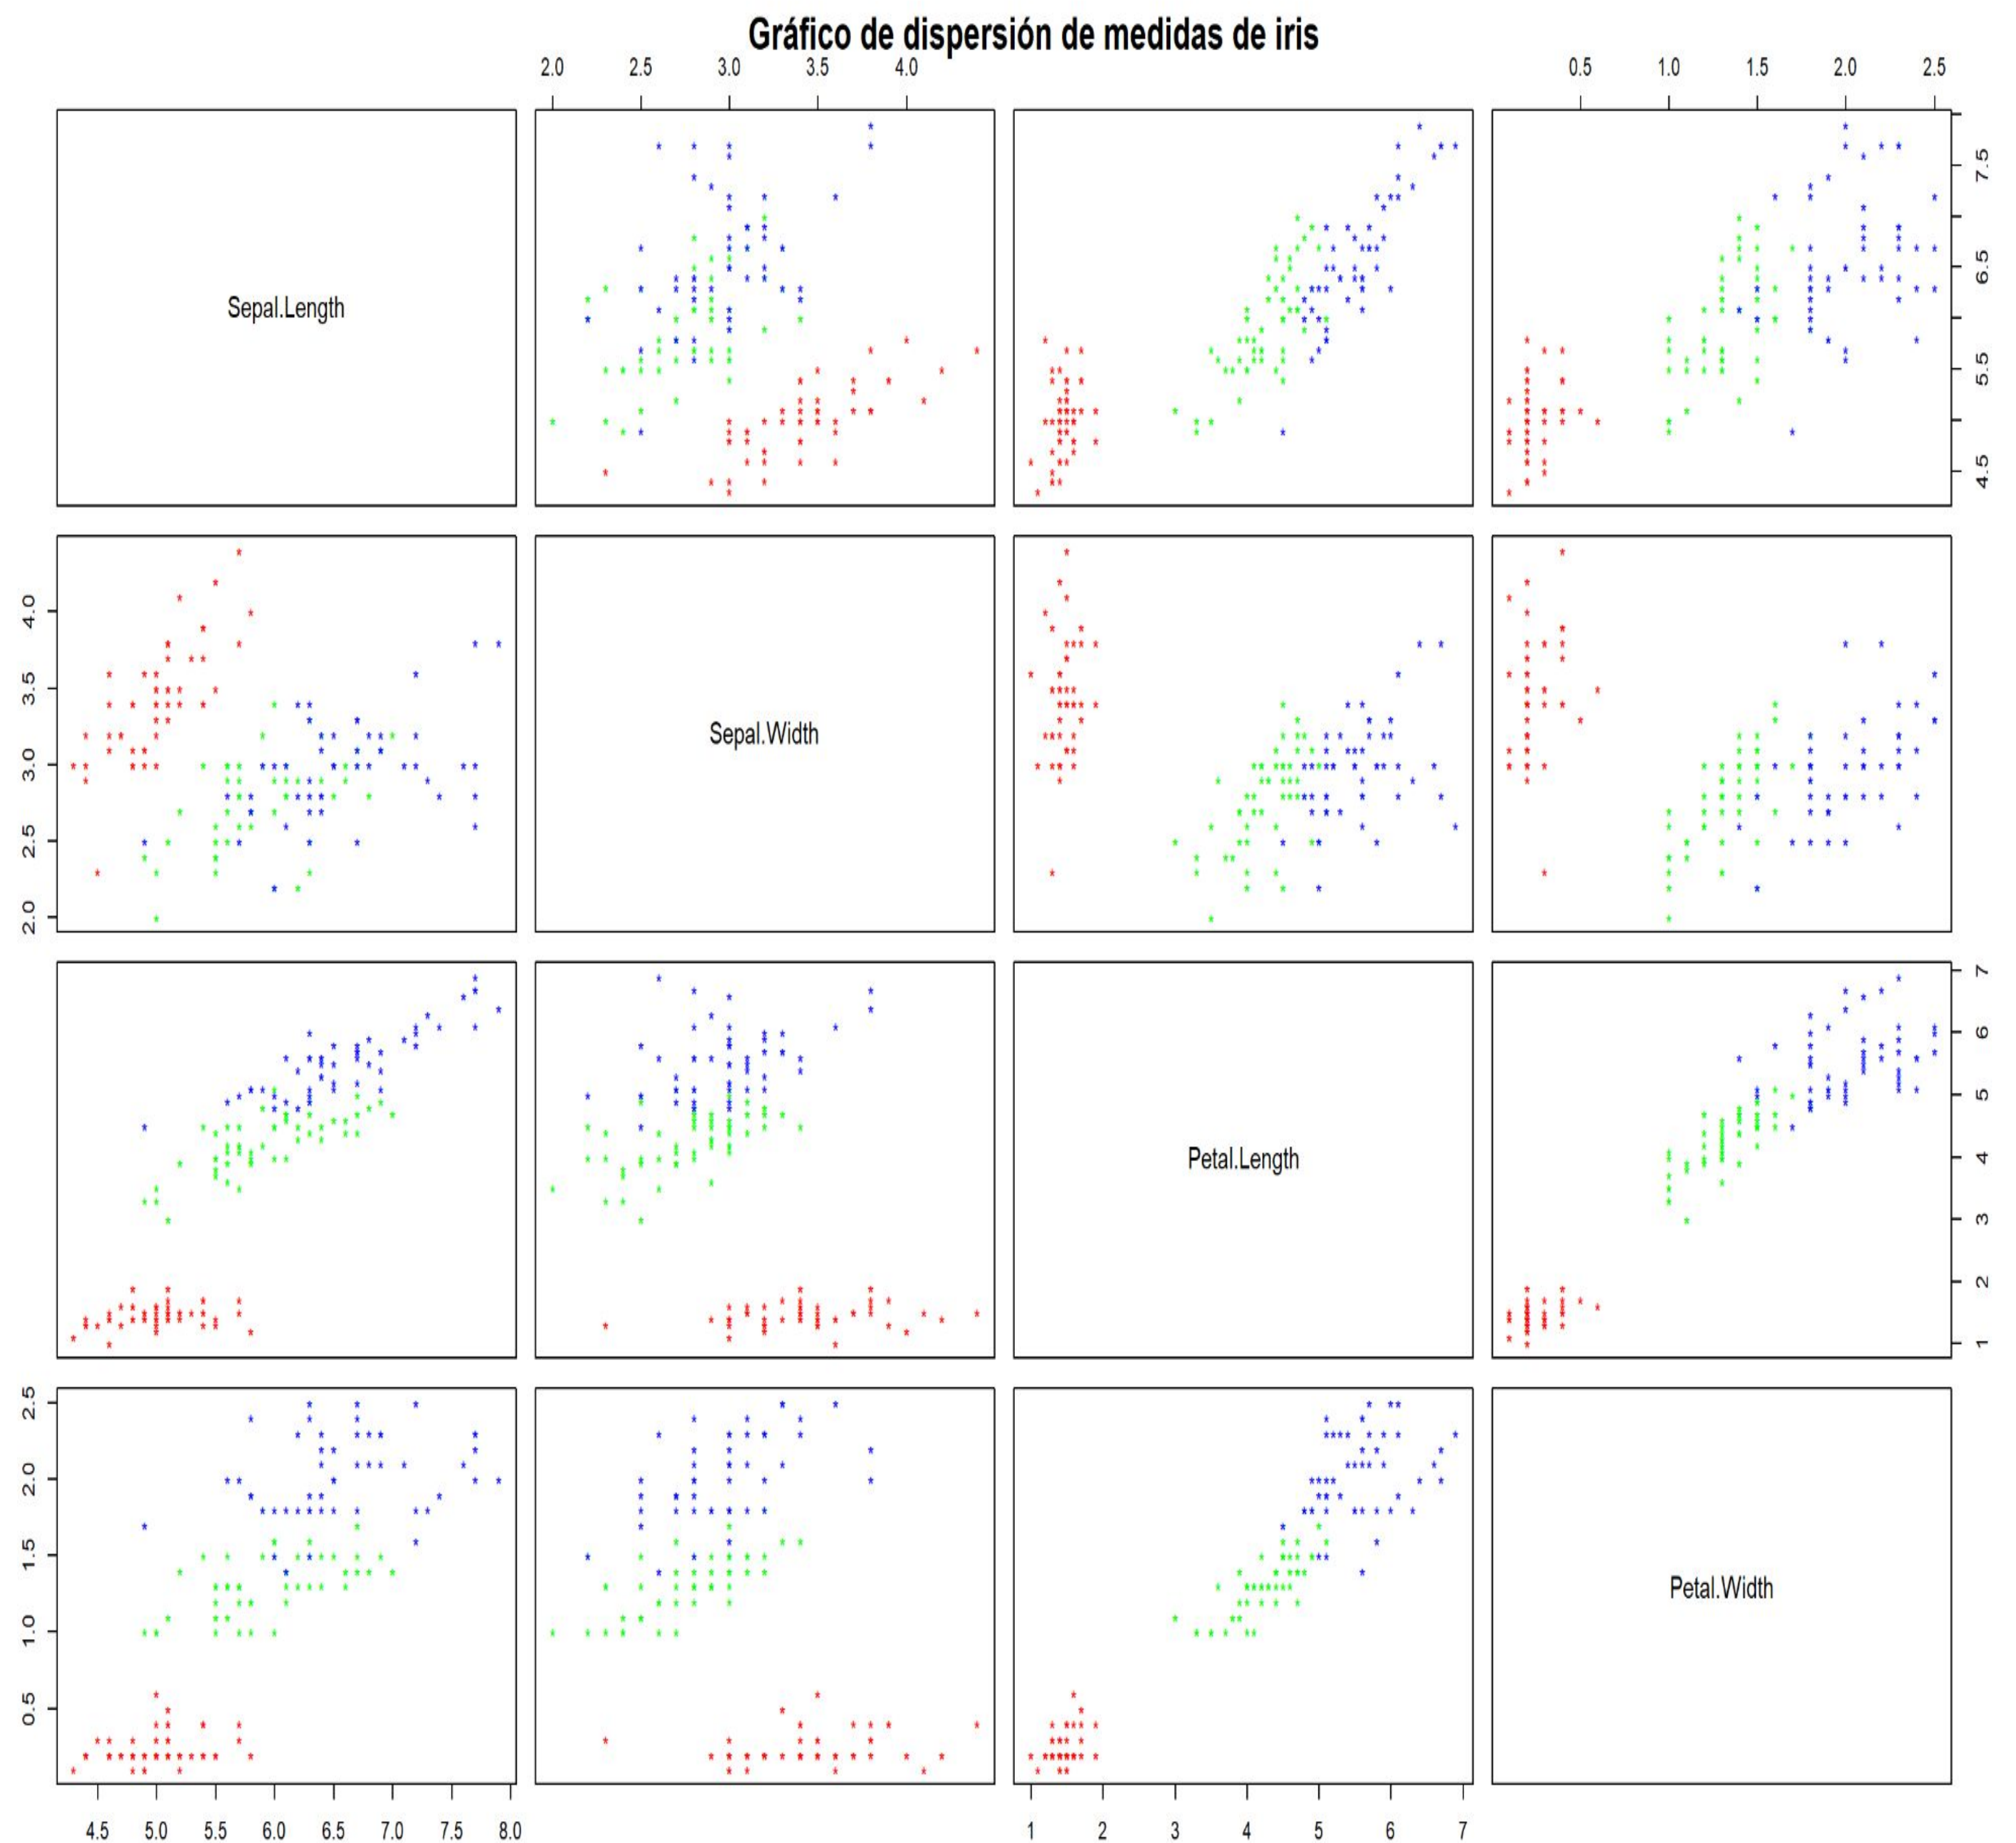 Gráfico de dispersión de medidas de iris
2.0 2.5 3.0 3.5 4.0
0.5 1.0 1.5 2.0 2.5
Sepal.Length
4.5 5.5 6.5 7.5
2.0 2.5 3.0 3.5 4.0
Sepal.Width
Petal.Length
1 2 3 4 5 6 7
0.5 1.0 1.5 2.0 2.5
Petal.Width
4.5 5.0 5.5 6.0 6.5 7.0 7.5 8.0
1 2 3 4 5 6 7